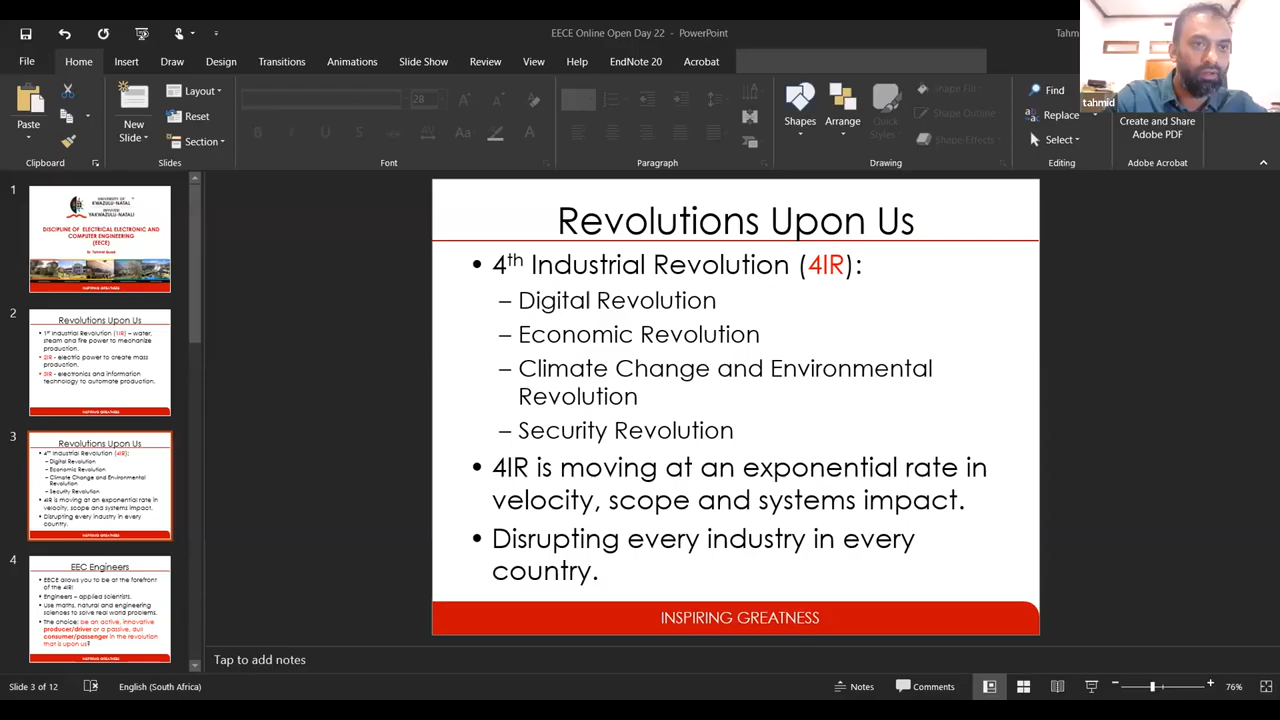 EECE Online Open Day 22 - PowerPoint
Tahm
tahmid
File Home Insert Draw Design Transitions Animations Slide Show Review View Help EndNote 20 Acrobat
Paste
Clipboard
New
Slide
Layout
Reset
Section
Slides
28
B I U S
Aa
Font
Paragraph
Shapes
Arrange
Quick
Styles
Shape Fill
Shape Outline
Shape Effects
Drawing
Find
Replace
Select
Editing
Create and Share
Adobe PDF
Adobe Acrobat
1
UNIVERSITY OF
KWAZULU-NATAL
INYUVESI
YAKWAZULU-NATALI
DISCIPLINE OF ELECTRICAL ELECTRONIC AND
COMPUTER ENGINEERING
(EECE)
INSPIRING GREATNESS
2
Revolutions Upon Us
• 1st Industrial Revolution (1IR) – water,
steam and fire power to mechanize
production.
• 2IR - electric power to create mass
production.
• 3IR - electronics and information
technology to automate production.
INSPIRING GREATNESS
3
Revolutions Upon Us
• 4th Industrial Revolution (4IR):
– Digital Revolution
– Economic Revolution
– Climate Change and Environmental
Revolution
– Security Revolution
• 4IR is moving at an exponential rate in
velocity, scope and systems impact.
• Disrupting every industry in every
country.
INSPIRING GREATNESS
4
EEC Engineers
• EECE allows you to be at the forefront
of the 4IR!
• Engineers – applied scientists.
• Use maths, natural and engineering
sciences to solve real world problems.
• The choice: be an active, innovative
producer/driver or a passive, dull
consumer/passenger in the revolution
that is upon us?
INSPIRING GREATNESS
Revolutions Upon Us
• 4th Industrial Revolution (4IR):
– Digital Revolution
– Economic Revolution
– Climate Change and Environmental
Revolution
– Security Revolution
• 4IR is moving at an exponential rate in
velocity, scope and systems impact.
• Disrupting every industry in every
country.
INSPIRING GREATNESS
Tap to add notes
Slide 3 of 12 English (South Africa) Notes Comments 76%